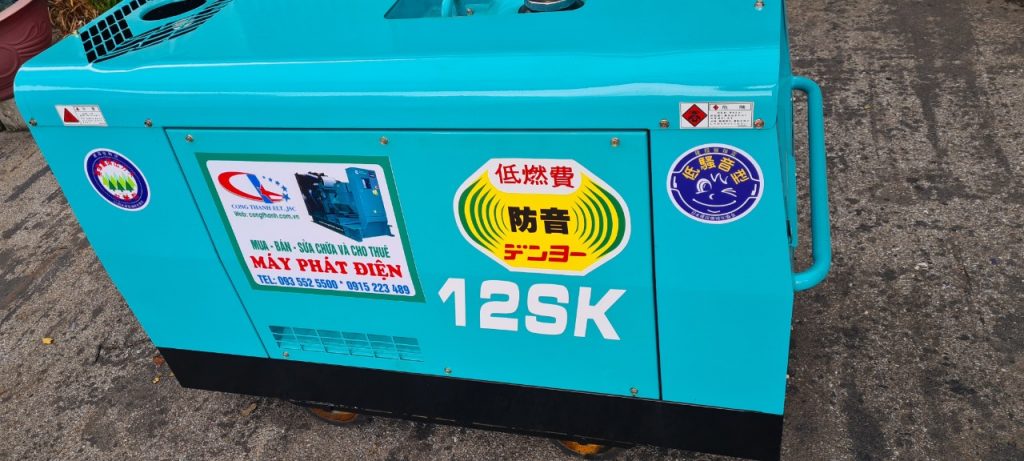 危険
CONG THANH ELT.,JSC
Web: congthanh.com.vn
MUA - BÁN - SỬA CHỮA VÀ CHO THUÊ
MÁY PHÁT ĐIỆN
TEL: 093 552 5500 * 0915 223 489
低燃費
防音
デンヨー
12SK
低騒音型